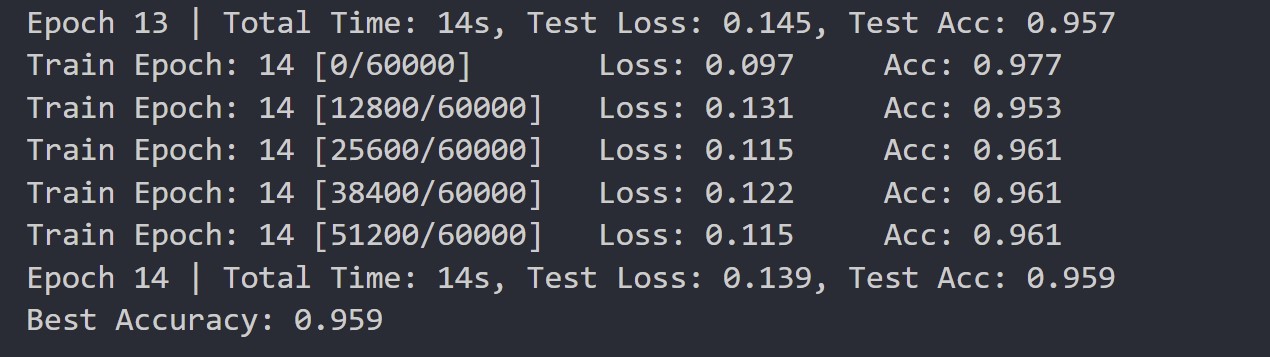 Epoch 13 | Total Time: 14s, Test Loss: 0.145, Test Acc: 0.957
Train Epoch: 14 [0/60000] Loss: 0.097 Acc: 0.977
Train Epoch: 14 [12800/60000] Loss: 0.131 Acc: 0.953
Train Epoch: 14 [25600/60000] Loss: 0.115 Acc: 0.961
Train Epoch: 14 [38400/60000] Loss: 0.122 Acc: 0.961
Train Epoch: 14 [51200/60000] Loss: 0.115 Acc: 0.961
Epoch 14 | Total Time: 14s, Test Loss: 0.139, Test Acc: 0.959
Best Accuracy: 0.959